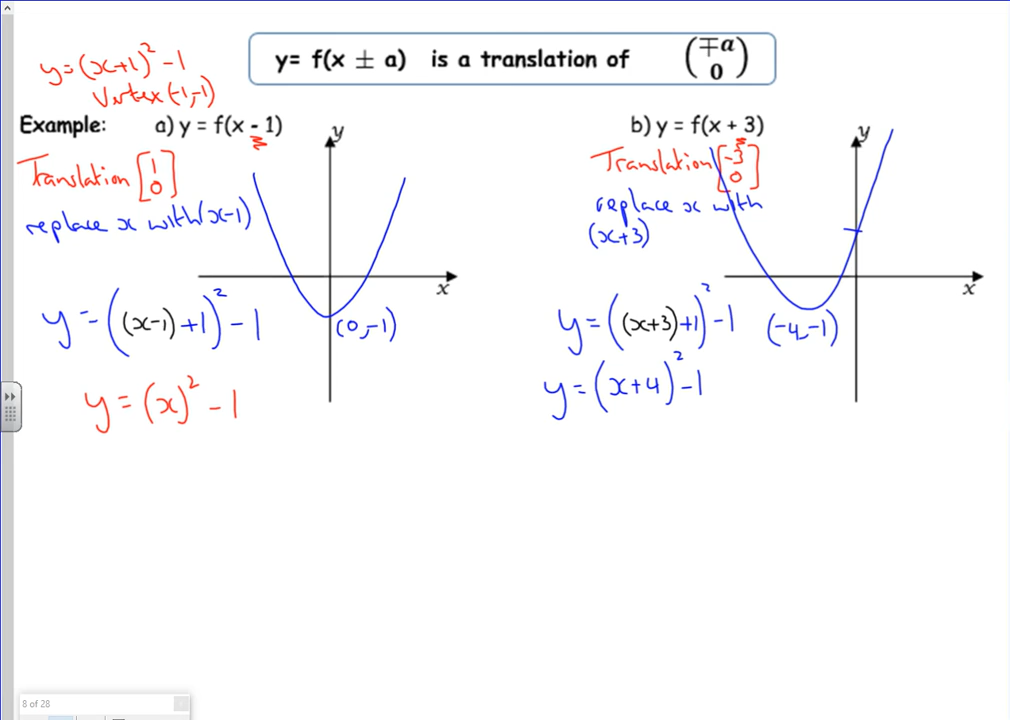 y = (x+1)² - 1
Vertex (-1,-1)
y= f(x ± a) is a translation of (∓a 0)
Example: a) y = f(x - 1)
Translation [1 0]
replace x with (x-1)
y
x
(0,-1)
y = ((x-1)+1)² - 1
y = (x)² - 1
b) y = f(x + 3)
Translation [-3 0]
replace x with
(x+3)
y
x
(-4,-1)
y = ((x+3)+1)² - 1
y = (x+4)² - 1
8 of 28